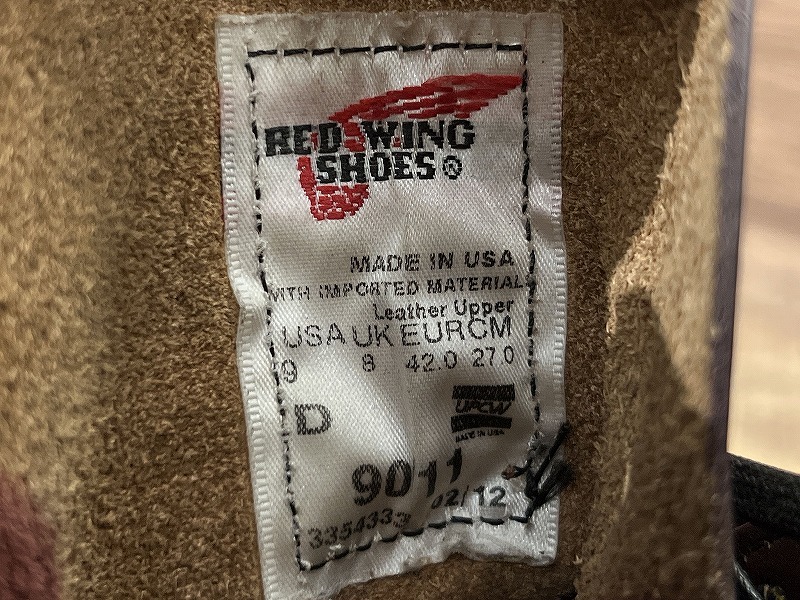 RED WING
SHOES®
MADE IN USA
WITH IMPORTED MATERIAL
Leather Upper
USA UK EUR CM
9 8 42.0 27 0
D
UFCW
MADE IN USA
9011
3354333 02/12